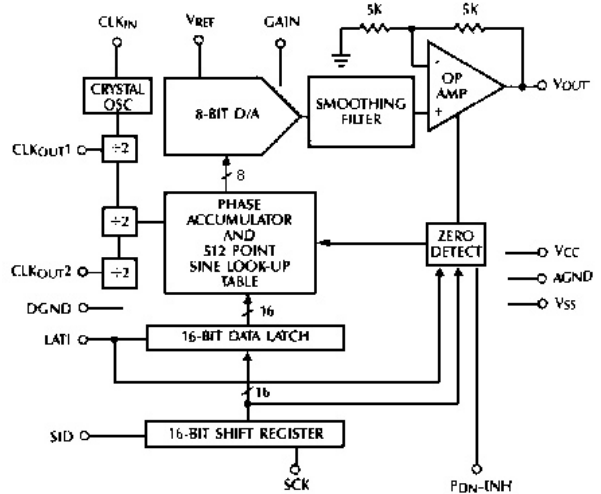 5K
5K
CLKIN
VREF
GAIN
-
OP
AMP
+
VOUT
CRYSTAL
OSC
8-BIT D/A
SMOOTHING
FILTER
CLKOUT1
÷2
8
÷2
PHASE
ACCUMULATOR
AND
512 POINT
SINE LOOK-UP
TABLE
ZERO
DETECT
VCC
CLKOUT2
÷2
AGND
DGND
VSS
16
LATI
16-BIT DATA LATCH
16
SID
16-BIT SHIFT REGISTER
SCK
PDN-INH